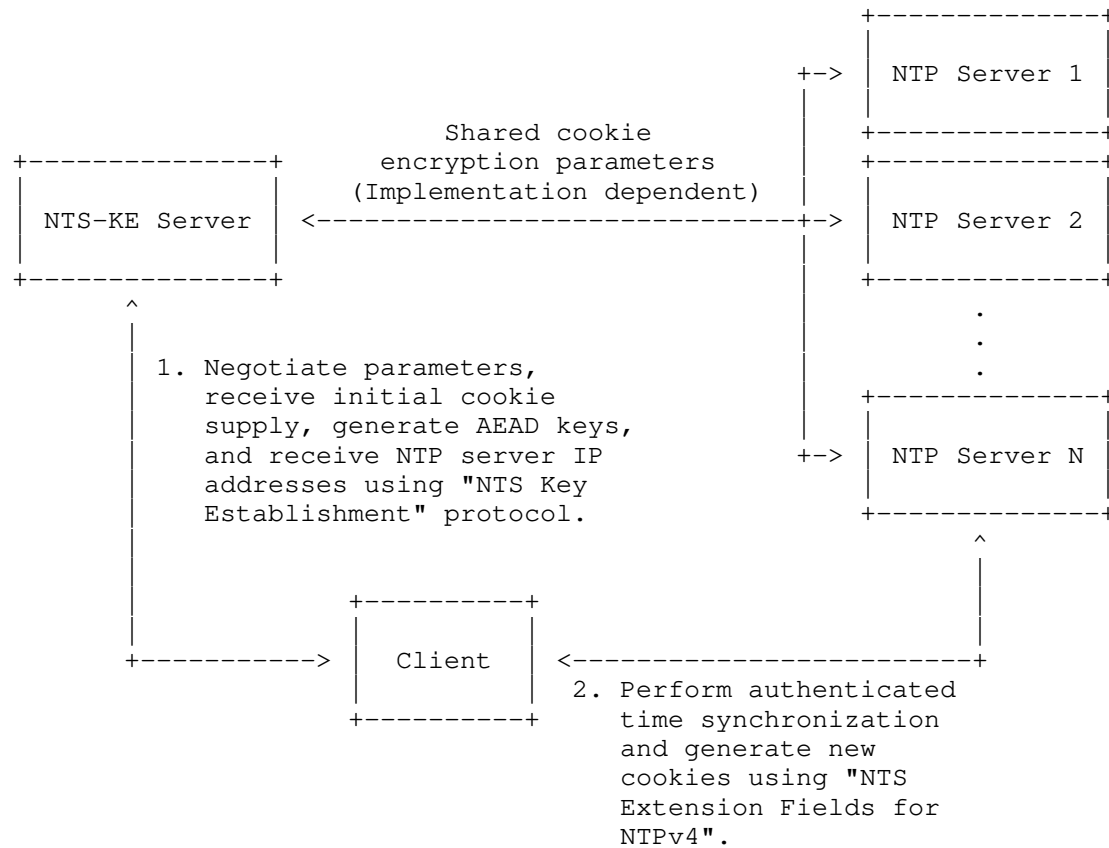 NTP Server 1
Shared cookie
encryption parameters
(Implementation dependent)
NTS-KE Server
NTP Server 2
.
.
.
1. Negotiate parameters,
receive initial cookie
supply, generate AEAD keys,
and receive NTP server IP
addresses using "NTS Key
Establishment" protocol.
NTP Server N
Client
2. Perform authenticated
time synchronization
and generate new
cookies using "NTS
Extension Fields for
NTPv4".